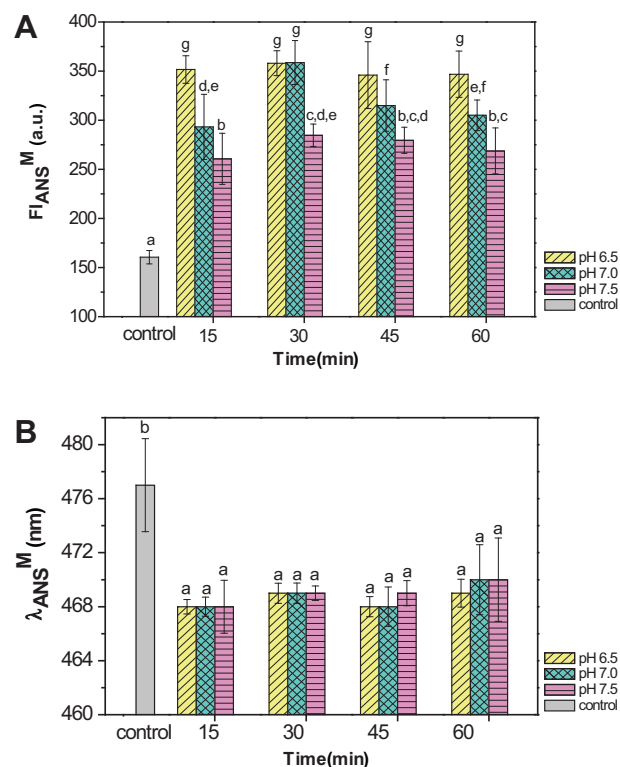 A
FI_ANS^M (a.u.)
400
350
300
250
200
150
100
a
g
d,e
b
g
g
c,d,e
g
f
b,c,d
g
e,f
b,c
control
15
30
45
60
Time(min)
pH 6.5
pH 7.0
pH 7.5
control
B
λ_ANS^M (nm)
480
476
472
468
464
460
b
a
a
a
a
a
a
a
a
a
a
a
a
control
15
30
45
60
Time(min)
pH 6.5
pH 7.0
pH 7.5
control